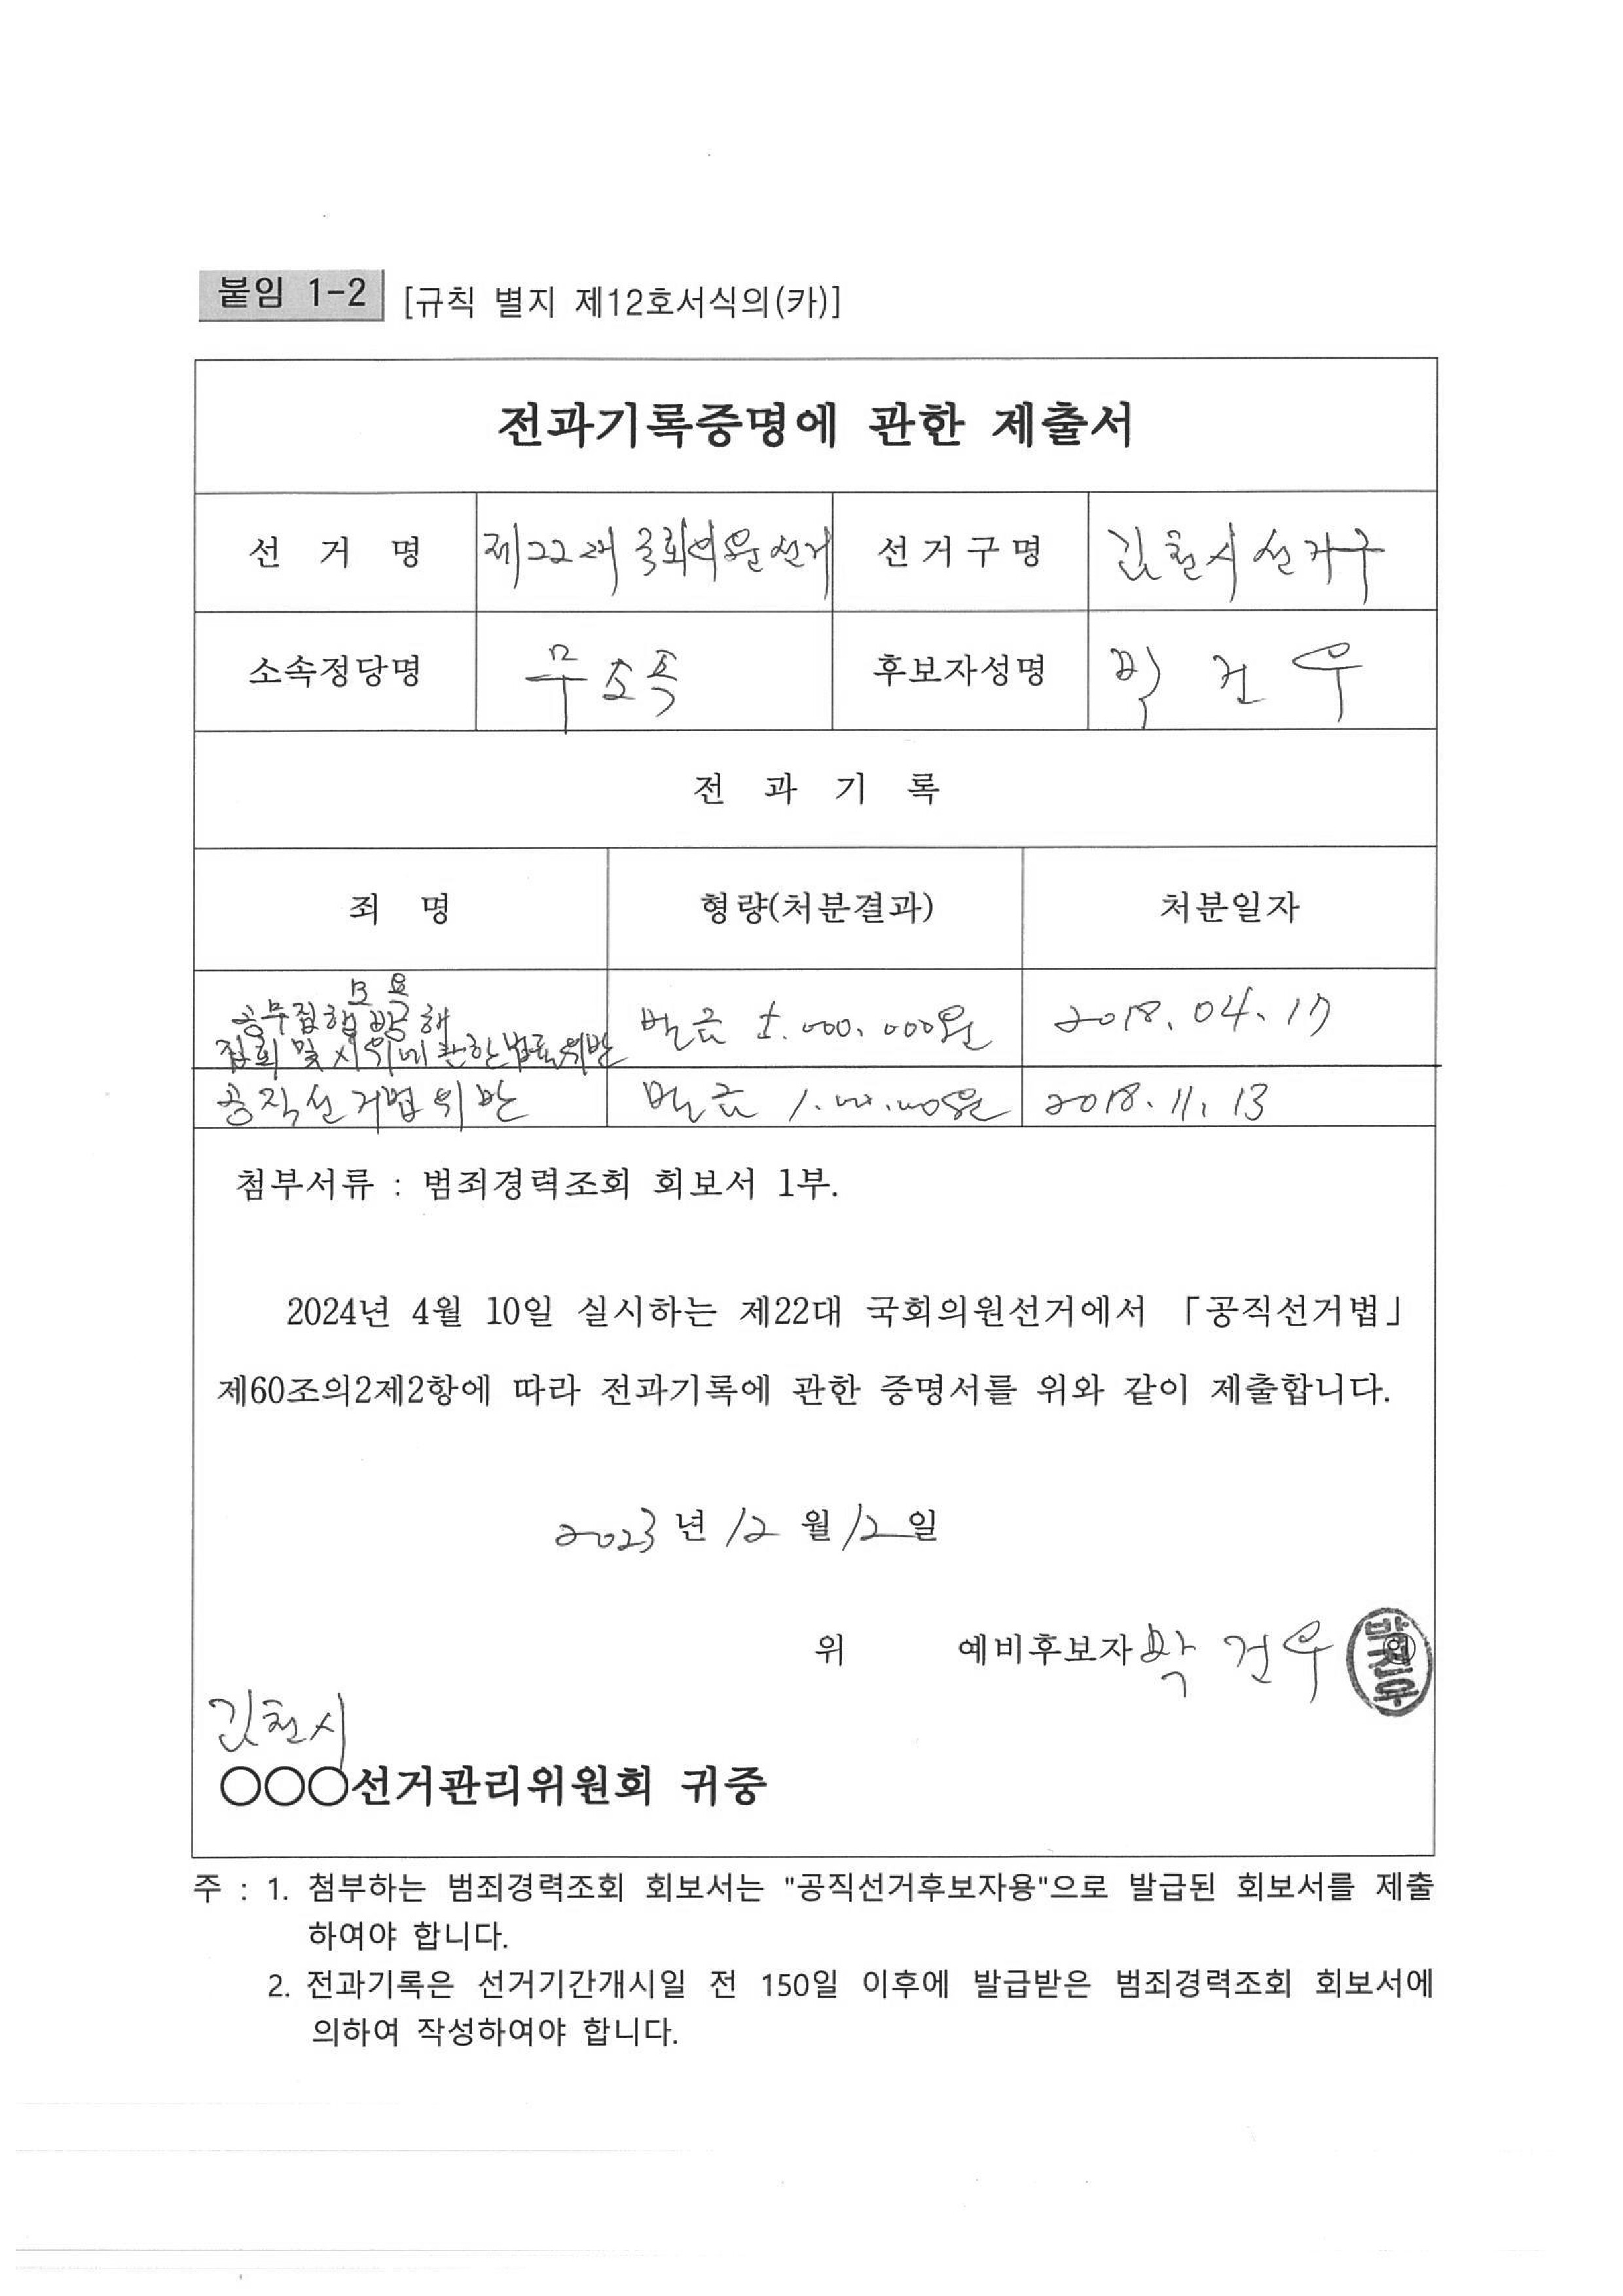 붙임 1-2 [규칙 별지 제12호서식의(카)]
전과기록증명에 관한 제출서
선 거 명 제22대 국회의원선거 선거구명 김천시선거구
소속정당명 무소속 후보자성명 박건우
전 과 기 록
죄 명 형량(처분결과) 처분일자
모욕
공무집행방해 벌금 000,000원 2018. 04. 17
집회 및 시위에관한법률위반
공직선거법위반 벌금 1.000.000원 2018. 11. 13
첨부서류 : 범죄경력조회 회보서 1부.
2024년 4월 10일 실시하는 제22대 국회의원선거에서 「공직선거법」
제60조의2제2항에 따라 전과기록에 관한 증명서를 위와 같이 제출합니다.
2023년 12월 12일
위 예비후보자 박건우
박건우
김천시
○○○선거관리위원회 귀중
주 : 1. 첨부하는 범죄경력조회 회보서는 "공직선거후보자용"으로 발급된 회보서를 제출
하여야 합니다.
2. 전과기록은 선거기간개시일 전 150일 이후에 발급받은 범죄경력조회 회보서에
의하여 작성하여야 합니다.